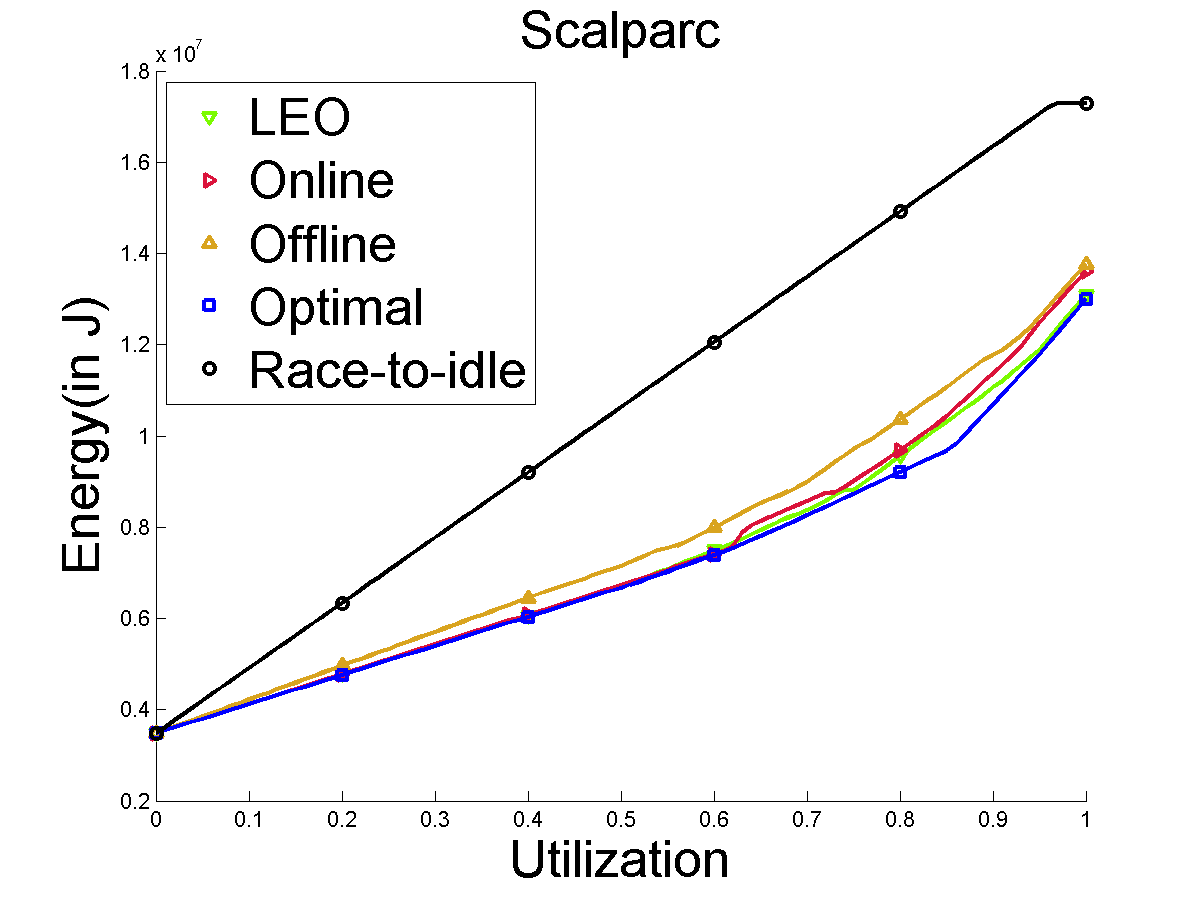 Scalparc
x 10^7
1.8
1.6
1.4
1.2
1
0.8
0.6
0.4
0.2
Energy(in J)
LEO
Online
Offline
Optimal
Race-to-idle
0 0.1 0.2 0.3 0.4 0.5 0.6 0.7 0.8 0.9 1
Utilization